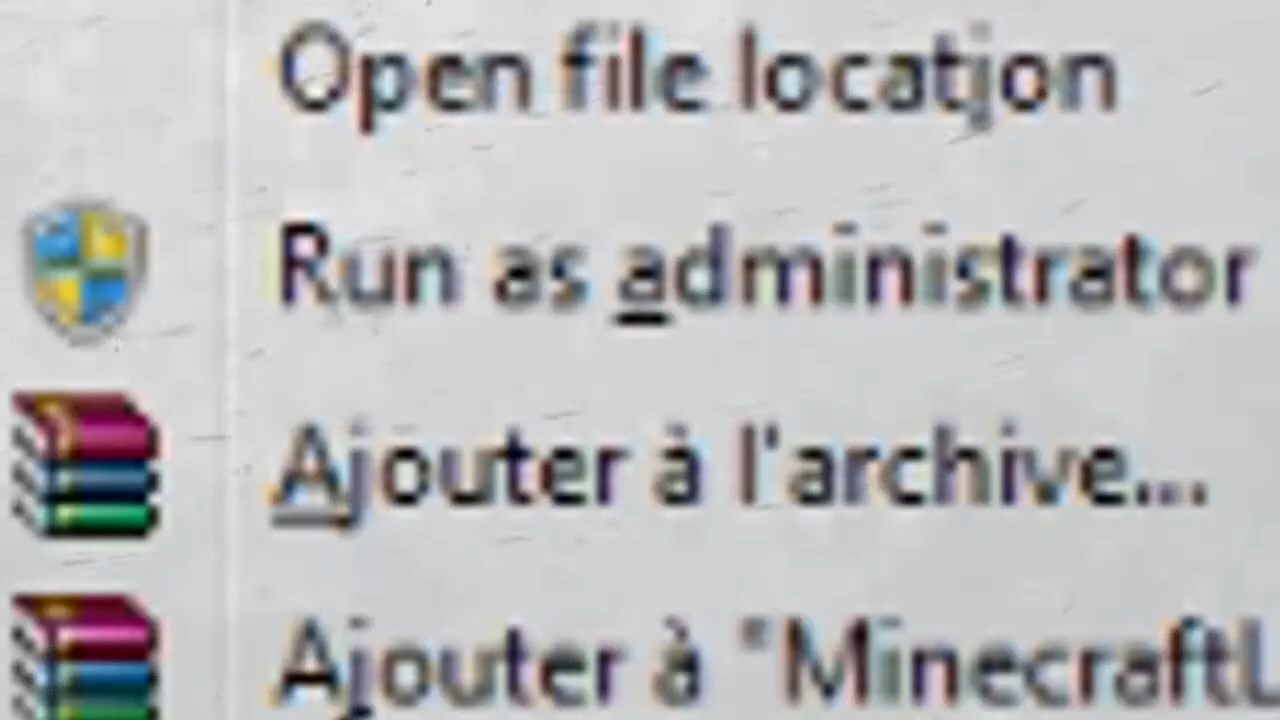 Open file location
Run as administrator
Ajouter à l'archive...
Ajouter à "MinecraftL